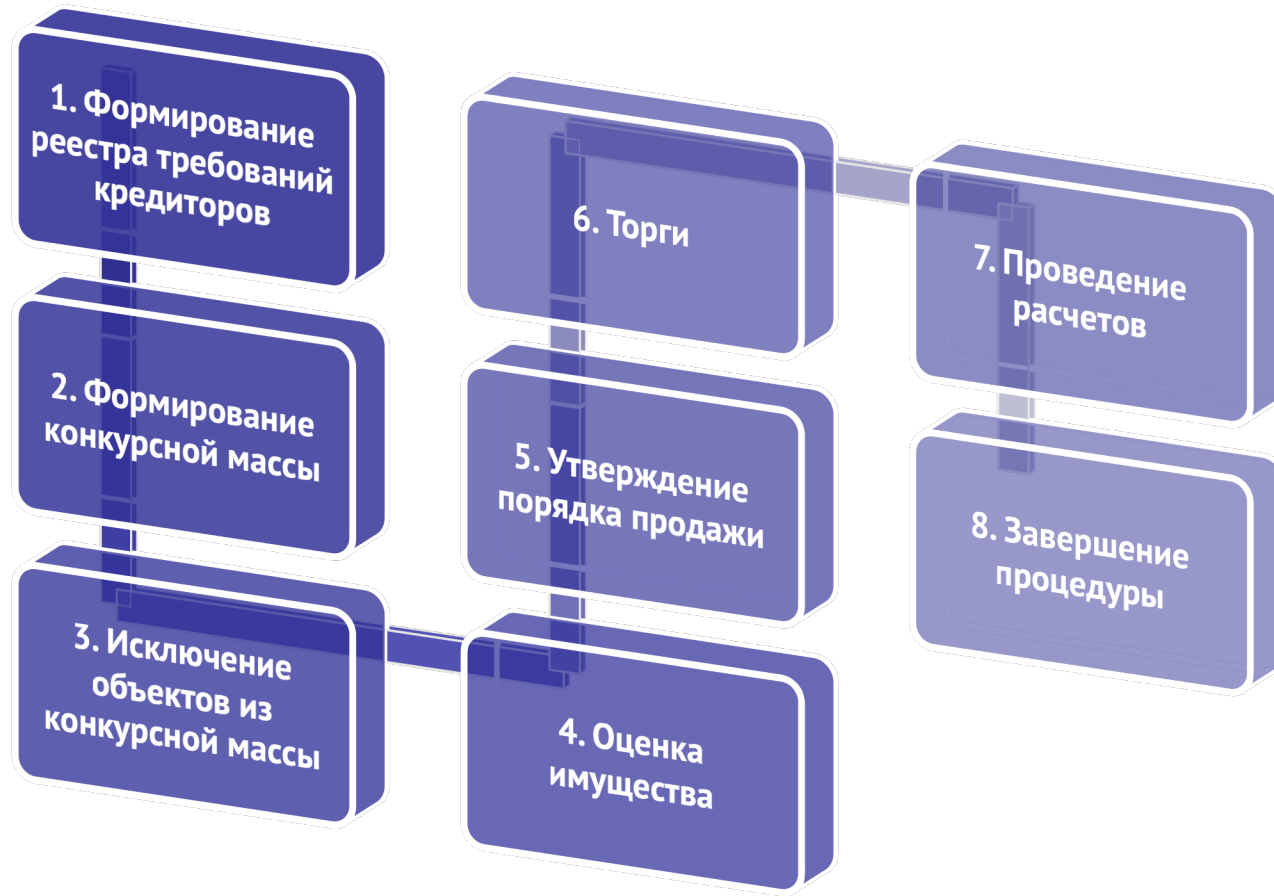 1. Формирование
реестра требований
кредиторов
2. Формирование
конкурсной массы
3. Исключение
объектов из
конкурсной массы
4. Оценка
имущества
5. Утверждение
порядка продажи
6. Торги
7. Проведение
расчетов
8. Завершение
процедуры